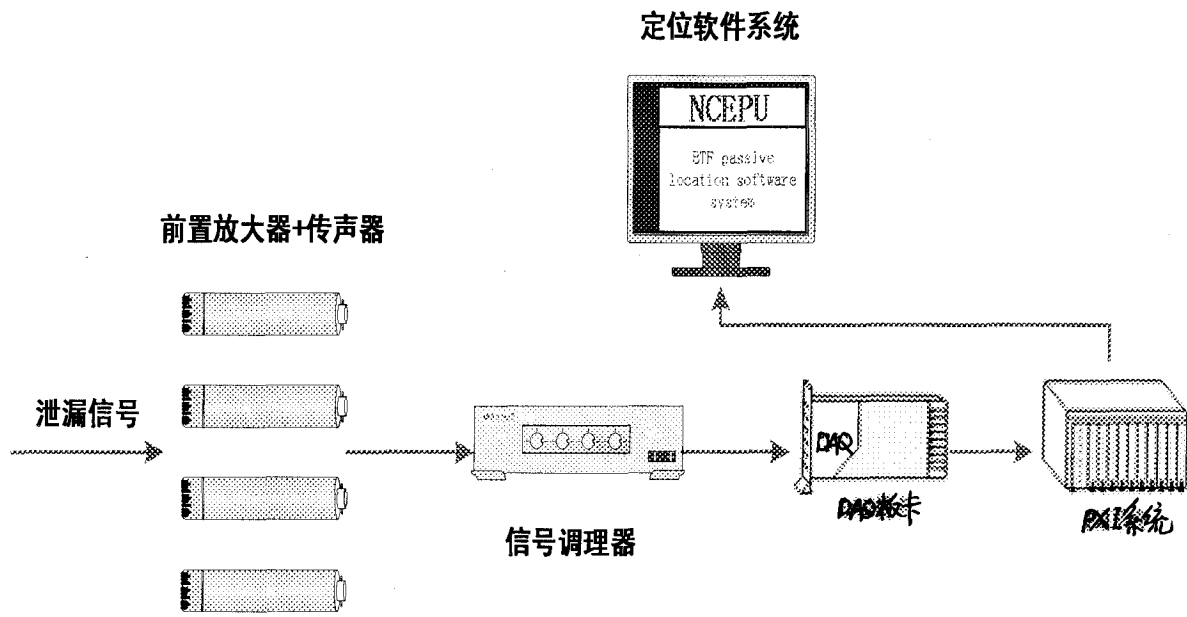 定位软件系统
NCEPU
BTF passive
location software
system
前置放大器+传声器
泄漏信号
信号调理器
DAQ
DAQ板卡
PXI系统